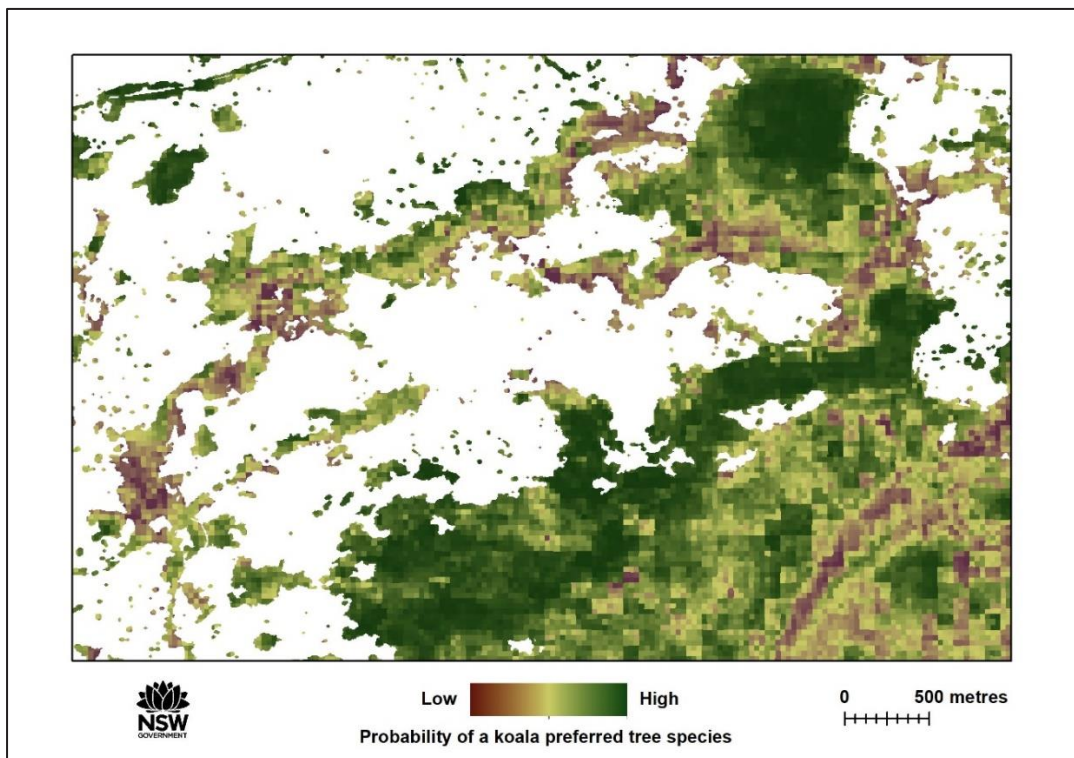 Low
High
0
500 metres
NSW
GOVERNMENT
Probability of a koala preferred tree species